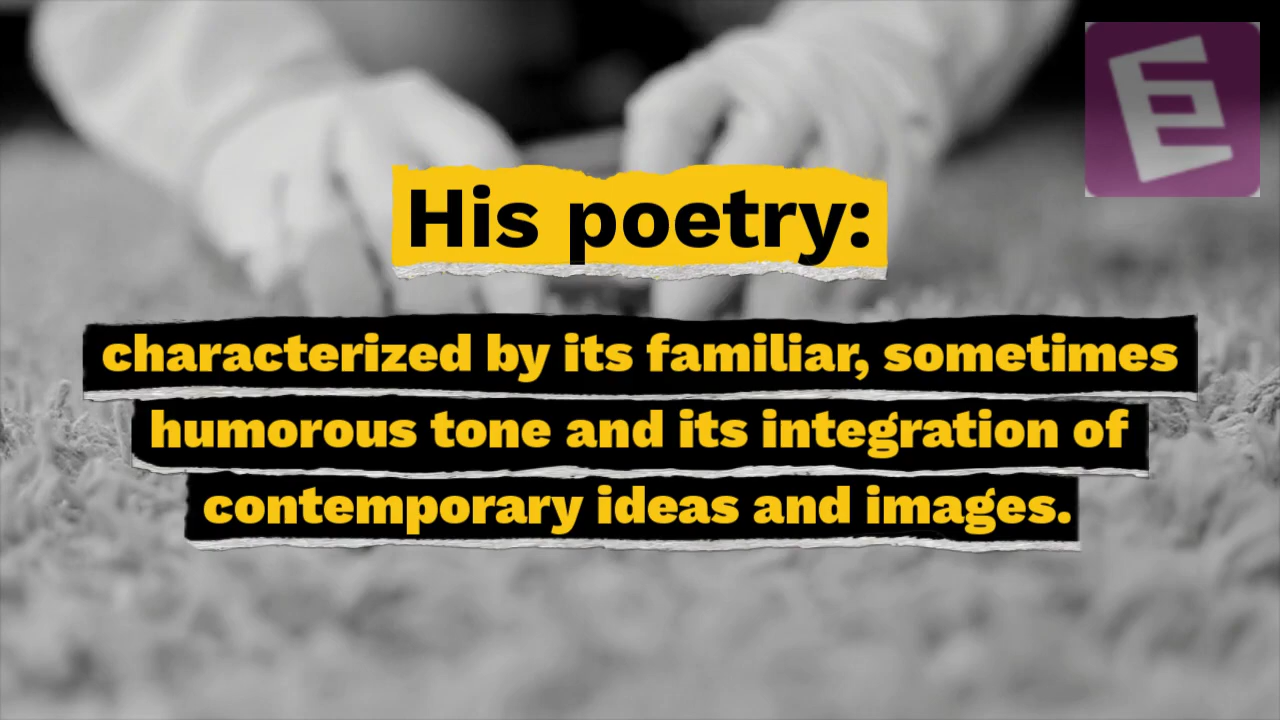 His poetry:
characterized by its familiar, sometimes
humorous tone and its integration of
contemporary ideas and images.